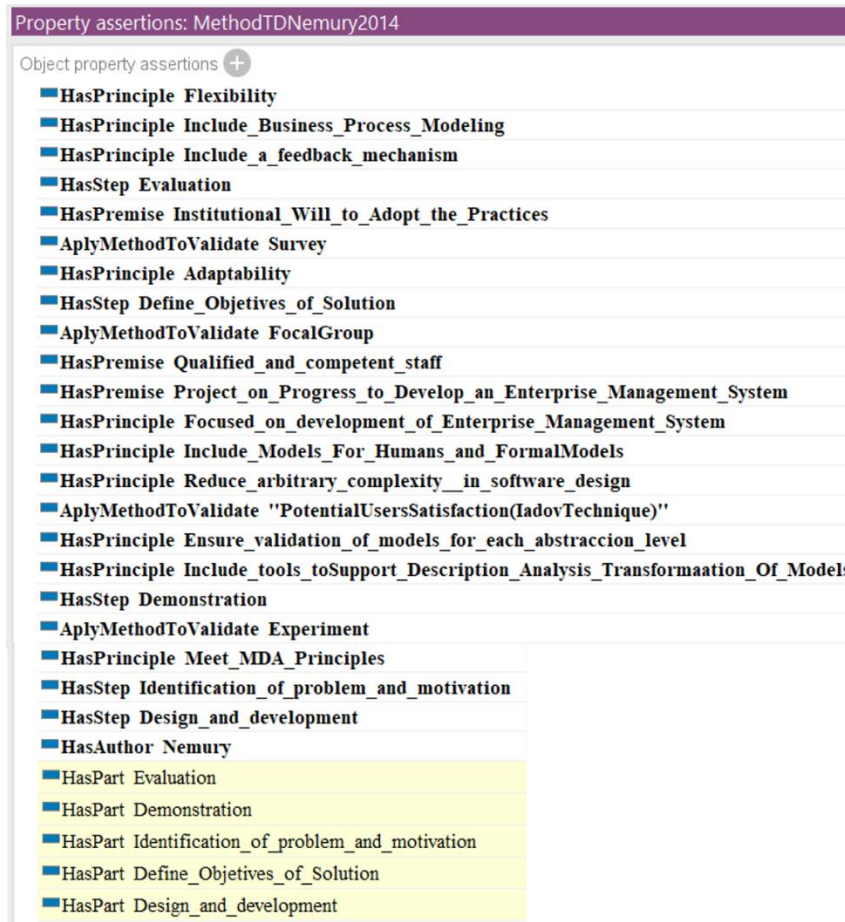 Property assertions: MethodTDNemury2014
Object property assertions
HasPrinciple Flexibility
HasPrinciple Include_Business_Process_Modeling
HasPrinciple Include_a_feedback_mechanism
HasStep Evaluation
HasPremise Institutional_Will_to_Adopt_the_Practices
AplyMethodToValidate Survey
HasPrinciple Adaptability
HasStep Define_Objetives_of_Solution
AplyMethodToValidate FocalGroup
HasPremise Qualified_and_competent_staff
HasPremise Project_on_Progress_to_Develop_an_Enterprise_Management_System
HasPrinciple Focused_on_development_of_Enterprise_Management_System
HasPrinciple Include_Models_For_Humans_and_FormalModels
HasPrinciple Reduce_arbitrary_complexity__in_software_design
AplyMethodToValidate "PotentialUsersSatisfaction(IadovTechnique)"
HasPrinciple Ensure_validation_of_models_for_each_abstraccion_level
HasPrinciple Include_tools_toSupport_Description_Analysis_Transformaation_Of_Models
HasStep Demonstration
AplyMethodToValidate Experiment
HasPrinciple Meet_MDA_Principles
HasStep Identification_of_problem_and_motivation
HasStep Design_and_development
HasAuthor Nemury
HasPart Evaluation
HasPart Demonstration
HasPart Identification_of_problem_and_motivation
HasPart Define_Objetives_of_Solution
HasPart Design_and_development